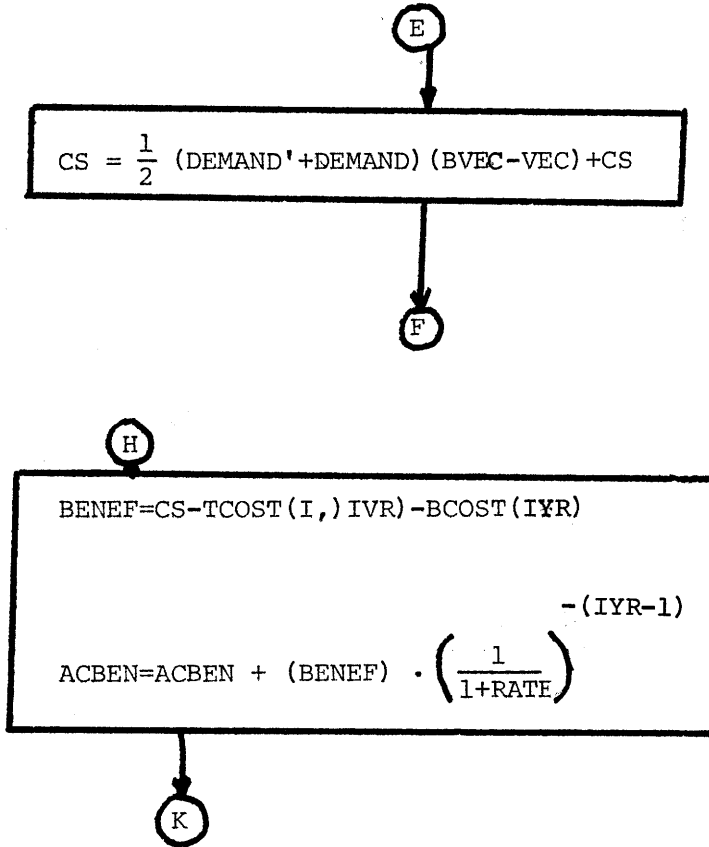 E
CS = 1/2 (DEMAND'+DEMAND)(BVEC-VEC)+CS
F
H
BENEF=CS-TCOST(I,)IVR)-BCOST(IYR)
ACBEN=ACBEN + (BENEF) · (1/1+RATE)-(IYR-1)
K